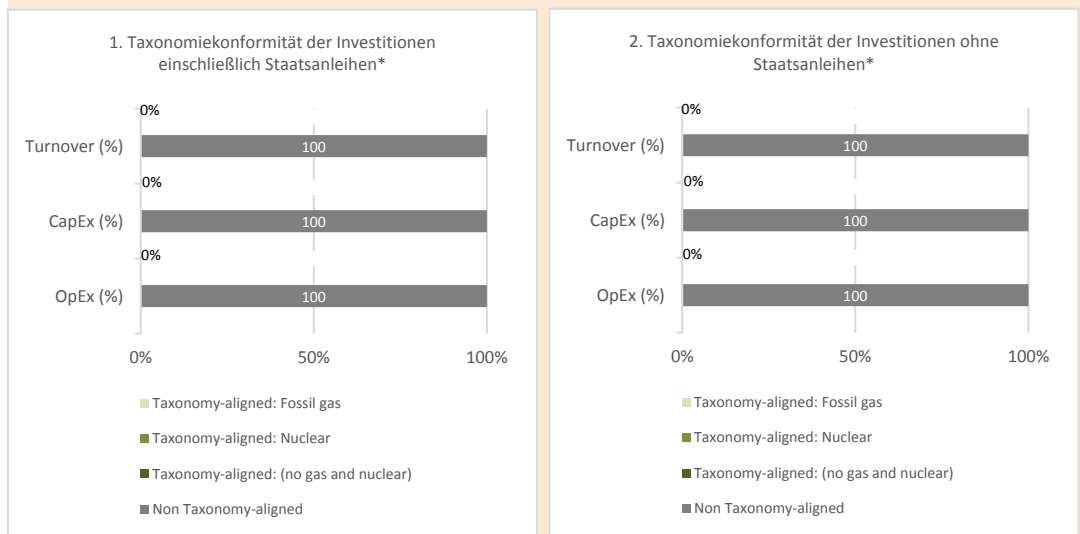 1. Taxonomiekonformität der Investitionen
einschließlich Staatsanleihen*
0%
Turnover (%)
100
0%
CapEx (%)
100
0%
OpEx (%)
100
0% 50% 100%
Taxonomy-aligned: Fossil gas
Taxonomy-aligned: Nuclear
Taxonomy-aligned: (no gas and nuclear)
Non Taxonomy-aligned
2. Taxonomiekonformität der Investitionen ohne
Staatsanleihen*
0%
Turnover (%)
100
0%
CapEx (%)
100
0%
OpEx (%)
100
0% 50% 100%
Taxonomy-aligned: Fossil gas
Taxonomy-aligned: Nuclear
Taxonomy-aligned: (no gas and nuclear)
Non Taxonomy-aligned